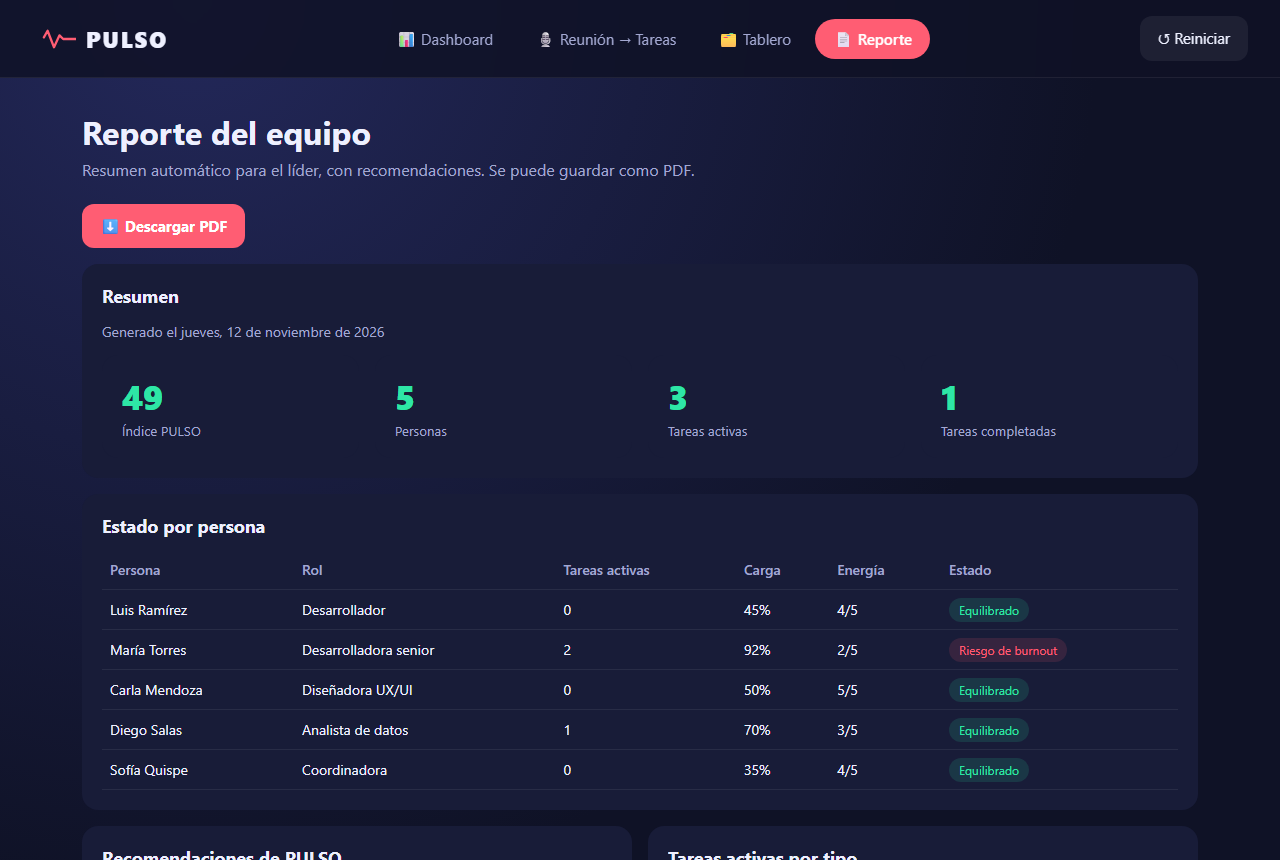 PULSO
Dashboard
Reunión → Tareas
Tablero
Reporte
↺ Reiniciar
Reporte del equipo
Resumen automático para el líder, con recomendaciones. Se puede guardar como PDF.
Descargar PDF
Resumen
Generado el jueves, 12 de noviembre de 2026
49 5 3 1
Índice PULSO Personas Tareas activas Tareas completadas
Estado por persona
Persona Rol Tareas activas Carga Energía Estado
Luis Ramírez Desarrollador 0 45% 4/5 Equilibrado
María Torres Desarrolladora senior 2 92% 2/5 Riesgo de burnout
Carla Mendoza Diseñadora UX/UI 0 50% 5/5 Equilibrado
Diego Salas Analista de datos 1 70% 3/5 Equilibrado
Sofía Quispe Coordinadora 0 35% 4/5 Equilibrado
Recomendaciones de PULSO
Tareas activas por tipo